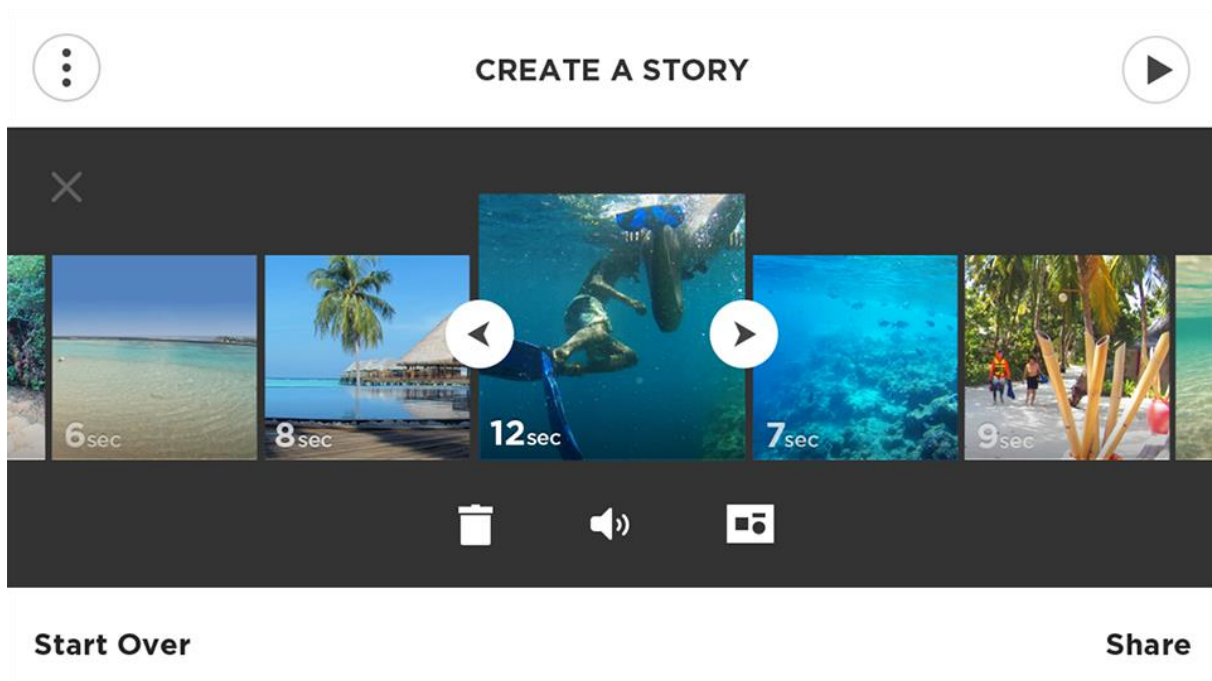 CREATE A STORY
6sec
8sec
12sec
7sec
9sec
Start Over
Share